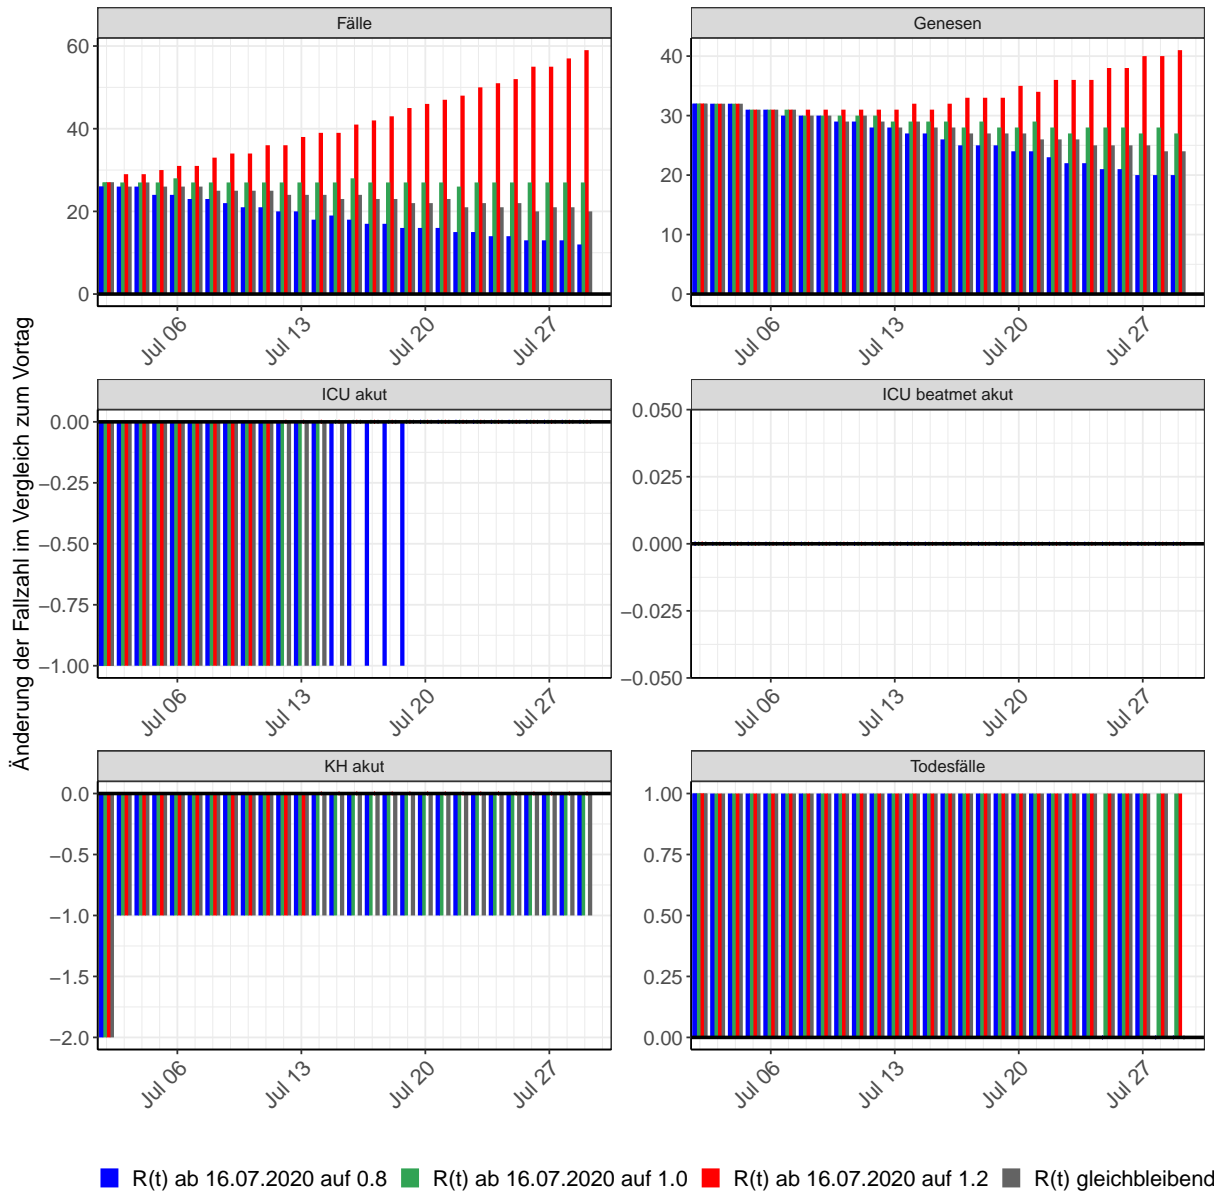 Fälle
Genesen
60
40
20
0
40
30
20
10
0
Jul 06
Jul 13
Jul 20
Jul 27
Jul 06
Jul 13
Jul 20
Jul 27
Änderung der Fallzahl im Vergleich zum Vortag
ICU akut
ICU beatmet akut
0.00
−0.25
−0.50
−0.75
−1.00
0.050
0.025
0.000
−0.025
−0.050
Jul 06
Jul 13
Jul 20
Jul 27
Jul 06
Jul 13
Jul 20
Jul 27
KH akut
Todesfälle
0.0
−0.5
−1.0
−1.5
−2.0
1.00
0.75
0.50
0.25
0.00
Jul 06
Jul 13
Jul 20
Jul 27
Jul 06
Jul 13
Jul 20
Jul 27
R(t) ab 16.07.2020 auf 0.8 R(t) ab 16.07.2020 auf 1.0 R(t) ab 16.07.2020 auf 1.2 R(t) gleichbleibend